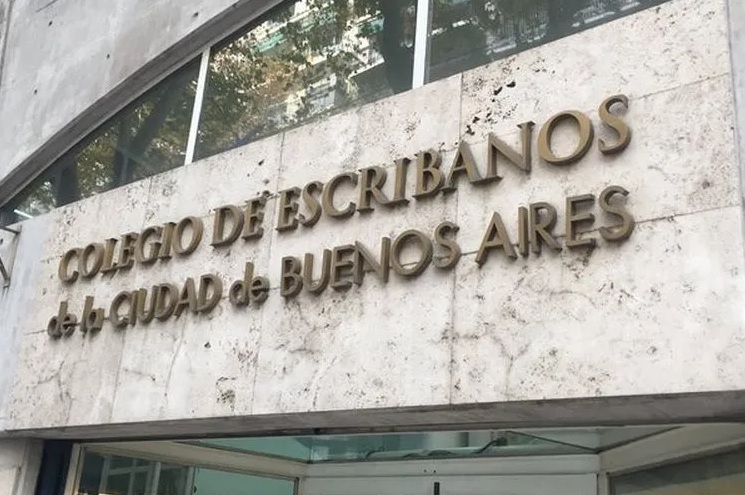 COLEGIO DE ESCRIBANOS
de la CIUDAD de BUENOS AIRES